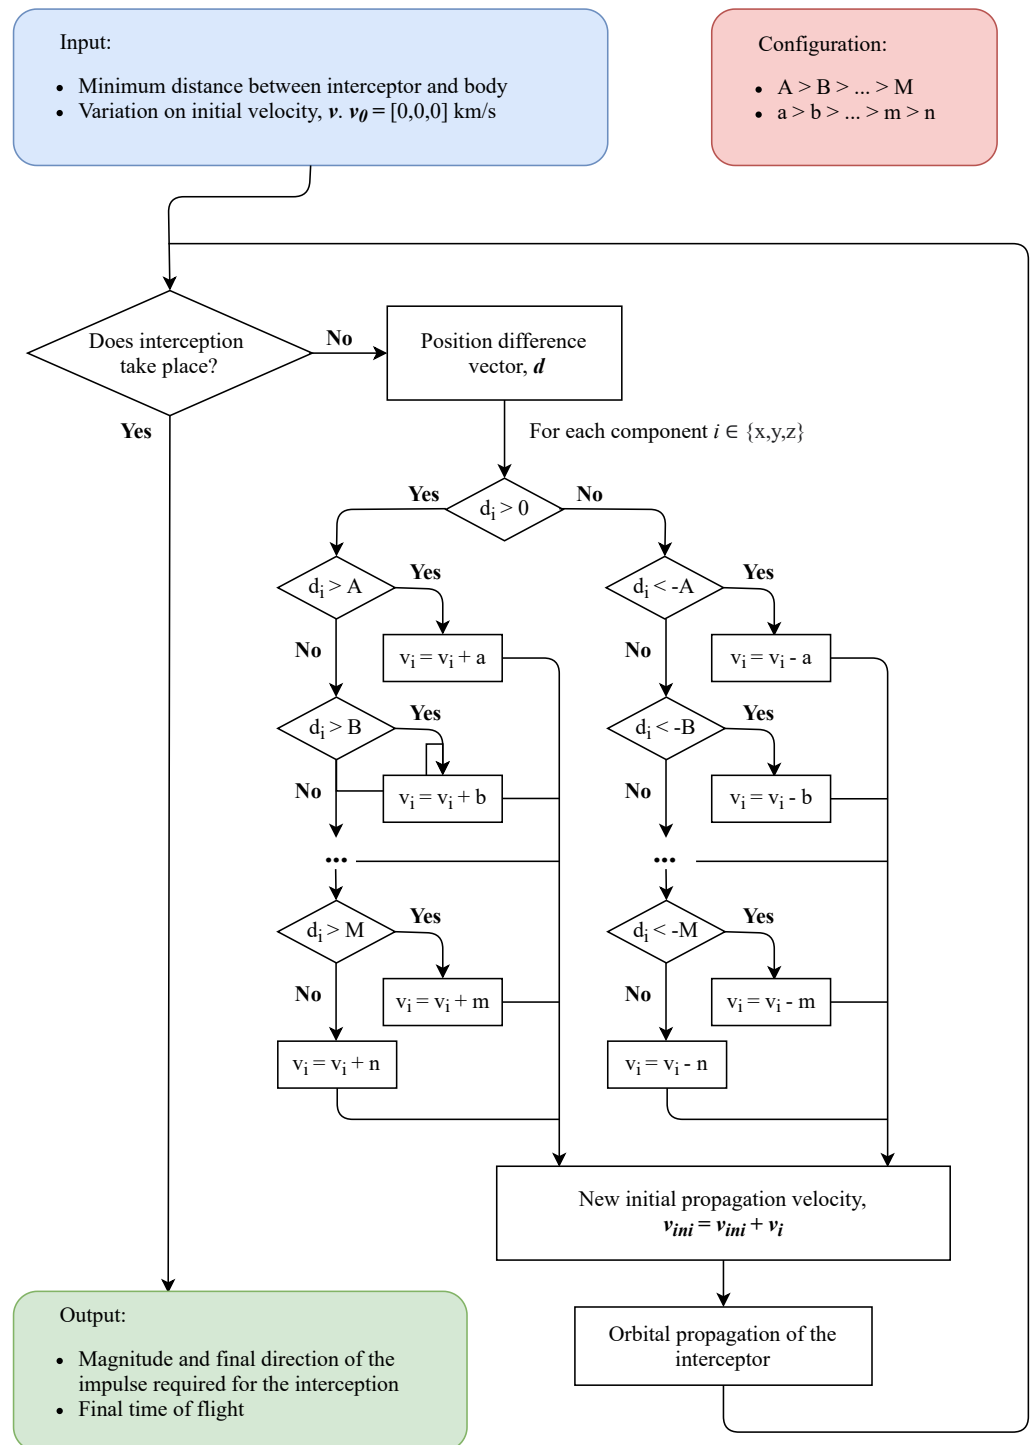 Input:
• Minimum distance between interceptor and body
• Variation on initial velocity, v. v0 = [0,0,0] km/s
Configuration:
• A > B > ... > M
• a > b > ... > m > n
Does interception
take place?
No
Position difference
vector, d
Yes
For each component i ∈ {x,y,z}
Yes
No
di > 0
di > A
Yes
di < -A
Yes
No
vi = vi + a
No
vi = vi - a
di > B
Yes
di < -B
Yes
No
vi = vi + b
No
vi = vi - b
...
...
di > M
Yes
di < -M
Yes
No
vi = vi + m
No
vi = vi - m
vi = vi + n
vi = vi - n
New initial propagation velocity,
vini = vini + vi
Orbital propagation of the
interceptor
Output:
• Magnitude and final direction of the
impulse required for the interception
• Final time of flight